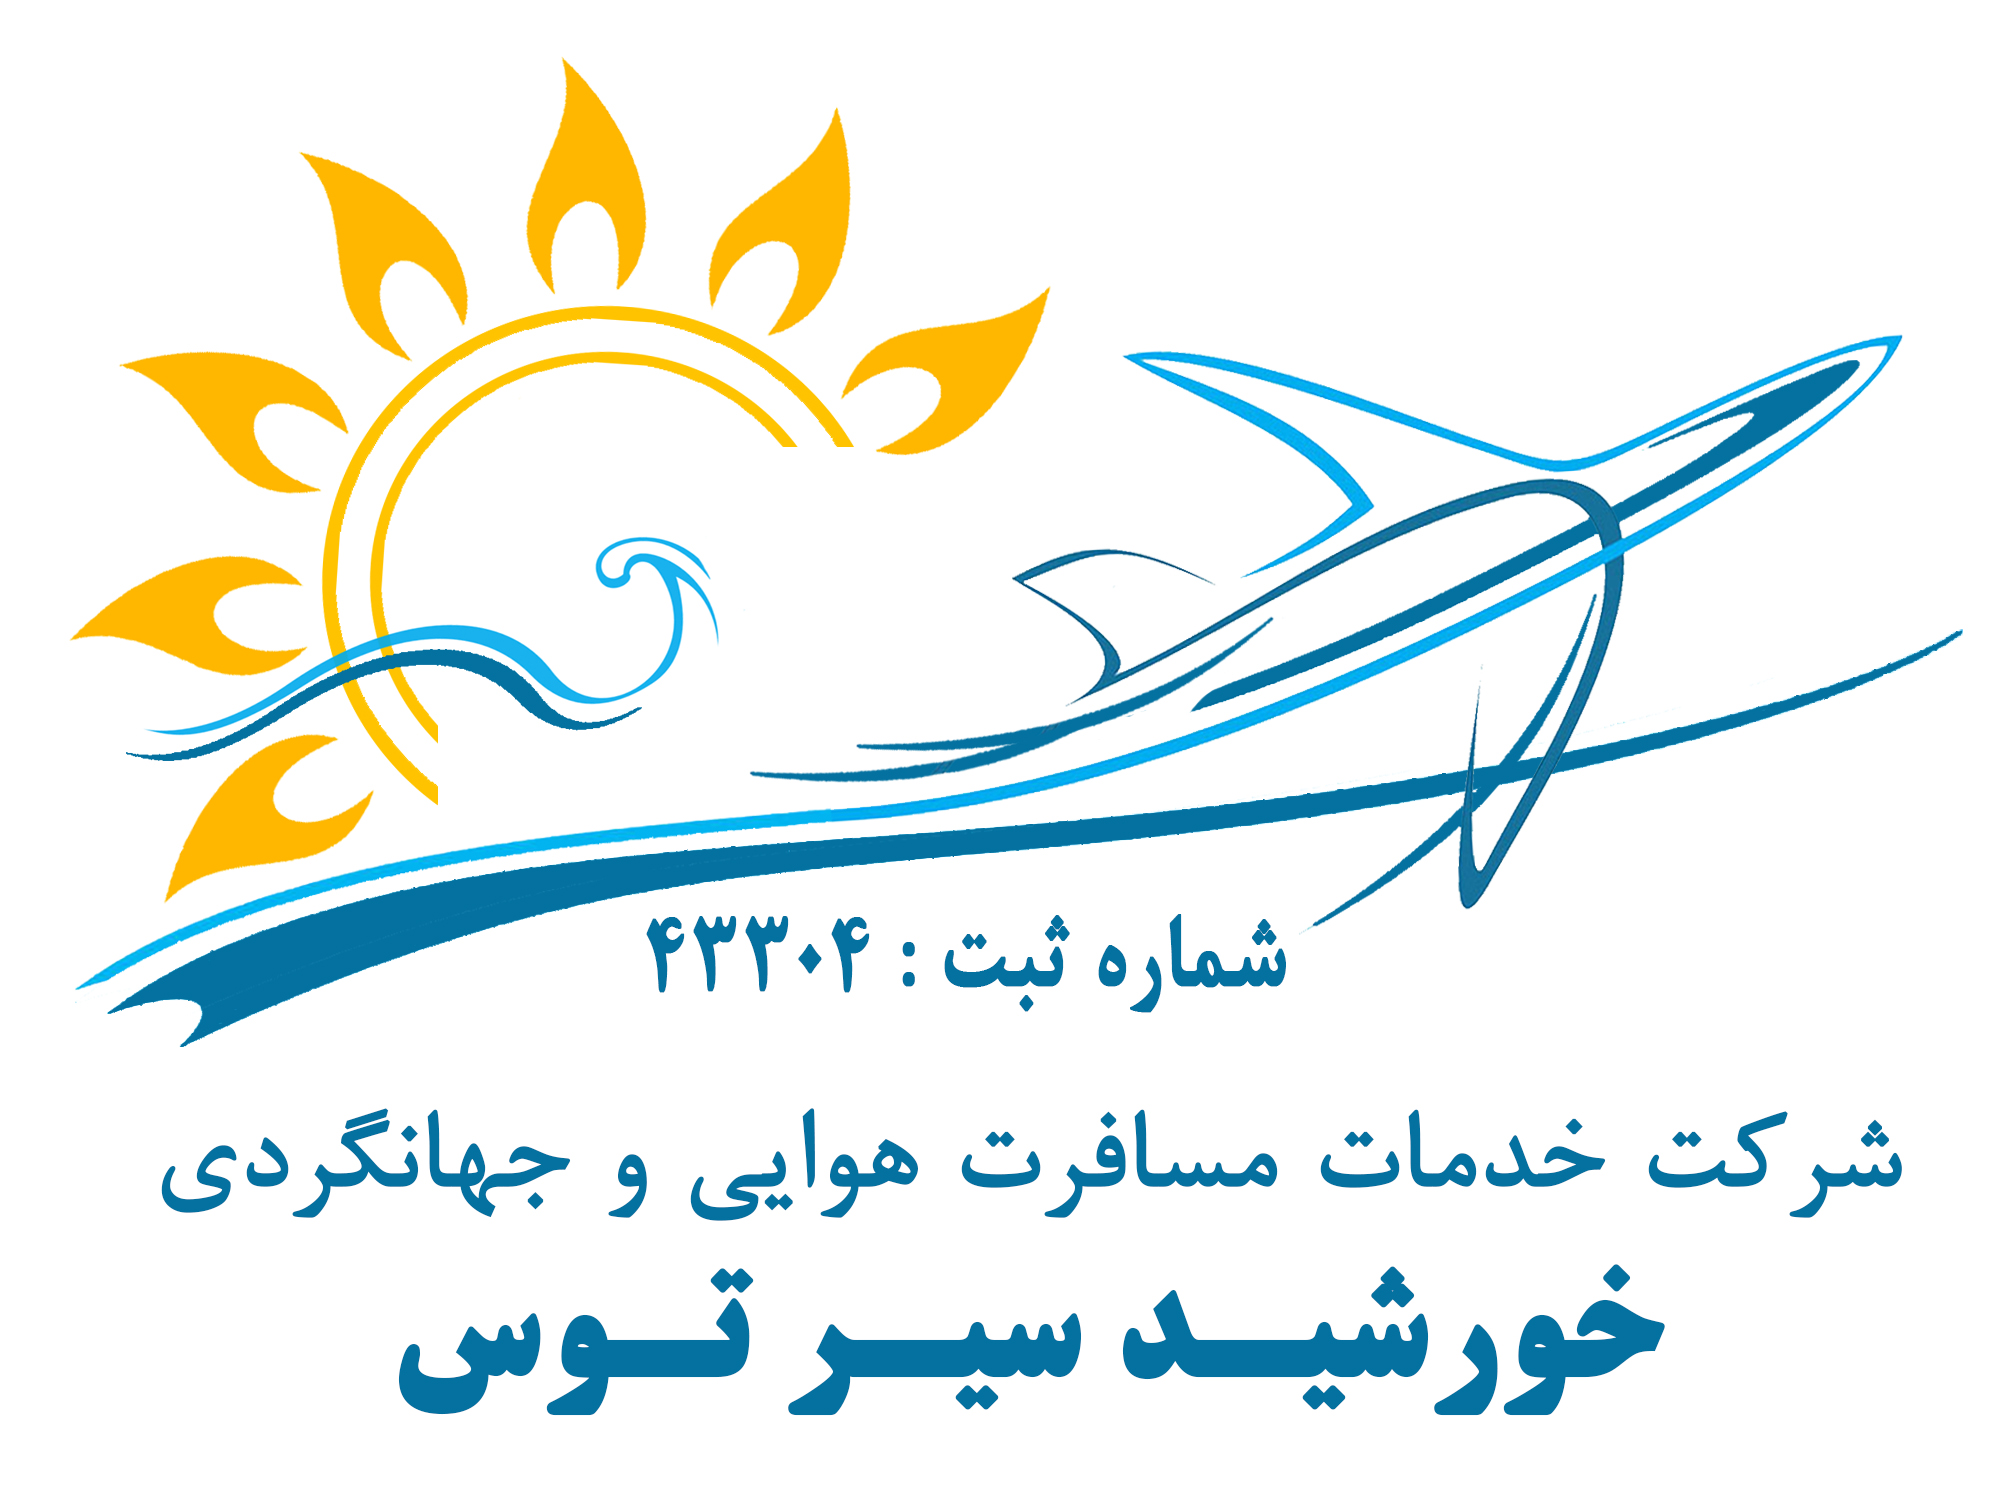 شماره ثبت : ۴۳۳۰۴
شرکت خدمات مسافرت هوایی و جهانگردی
خورشید سیر توس